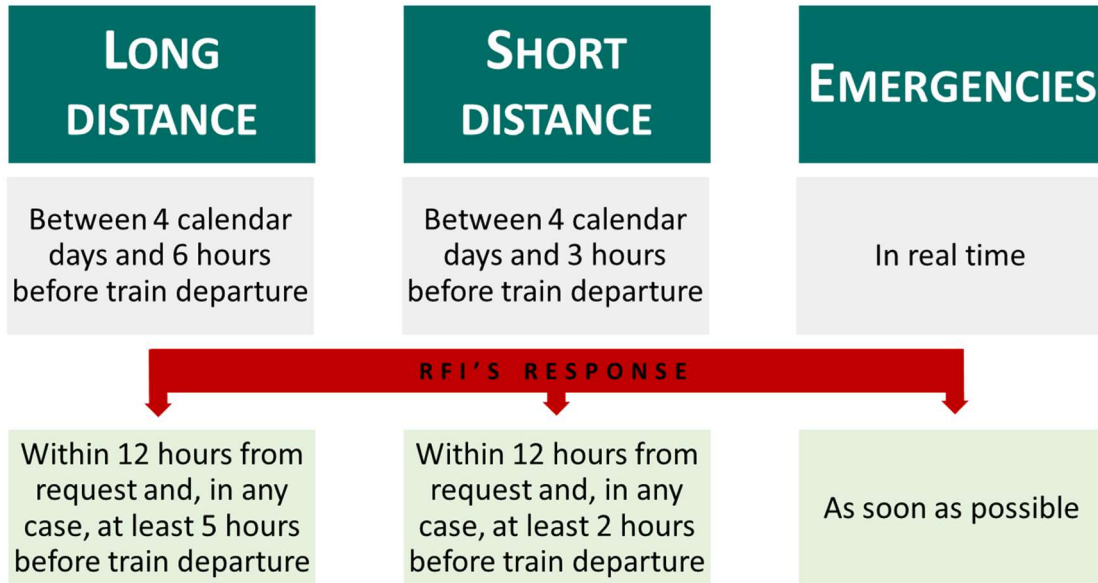 LONG
DISTANCE
Between 4 calendar
days and 6 hours
before train departure
SHORT
DISTANCE
Between 4 calendar
days and 3 hours
before train departure
EMERGENCIES
In real time
RFI'S RESPONSE
Within 12 hours from
request and, in any
case, at least 5 hours
before train departure
Within 12 hours from
request and, in any
case, at least 2 hours
before train departure
As soon as possible